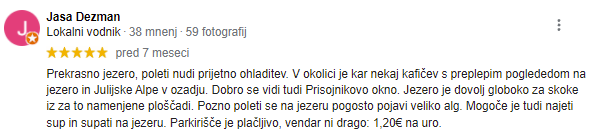 J
Jasa Dezman
Lokalni vodnik · 38 mnenj · 59 fotografij
pred 7 meseci
Prekrasno jezero, poleti nudi prijetno ohladitev. V okolici je kar nekaj kafičev s preplepim poglededom na
jezero in Julijske Alpe v ozadju. Dobro se vidi tudi Prisojnikovo okno. Jezero je dovolj globoko za skoke
iz za to namenjene ploščadi. Pozno poleti se na jezeru pogosto pojavi veliko alg. Mogoče je tudi najeti
sup in supati na jezeru. Parkirišče je plačljivo, vendar ni drago: 1,20€ na uro.